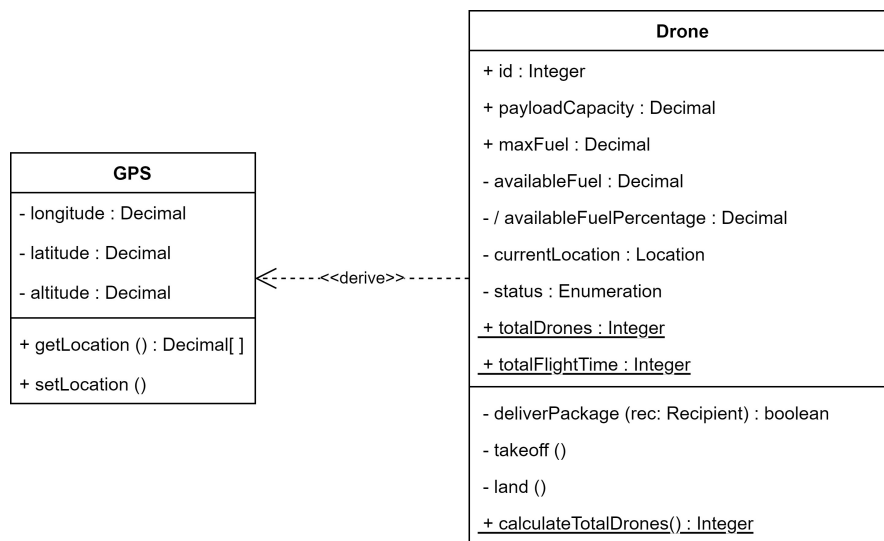 GPS
- longitude : Decimal
- latitude : Decimal
- altitude : Decimal
+ getLocation () : Decimal[ ]
+ setLocation ()
<<derive>>
Drone
+ id : Integer
+ payloadCapacity : Decimal
+ maxFuel : Decimal
- availableFuel : Decimal
- / availableFuelPercentage : Decimal
- currentLocation : Location
- status : Enumeration
+ totalDrones : Integer
+ totalFlightTime : Integer
- deliverPackage (rec: Recipient) : boolean
- takeoff ()
- land ()
+ calculateTotalDrones() : Integer